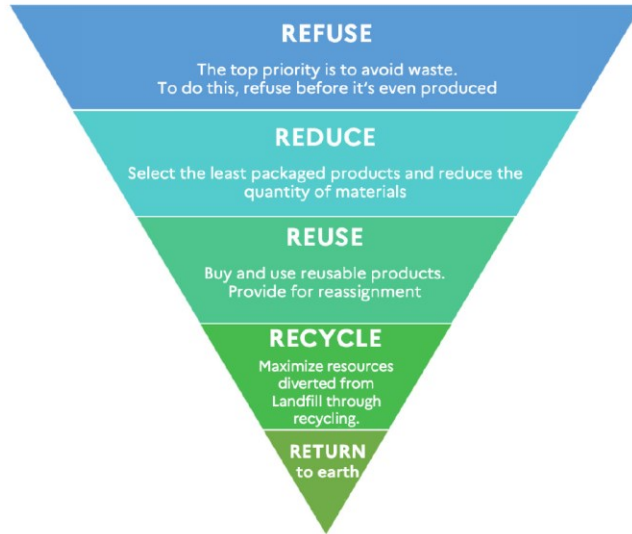 REFUSE
The top priority is to avoid waste.
To do this, refuse before it's even produced
REDUCE
Select the least packaged products and reduce the
quantity of materials
REUSE
Buy and use reusable products.
Provide for reassignment
RECYCLE
Maximize resources
diverted from
Landfill through
recycling.
RETURN
to earth